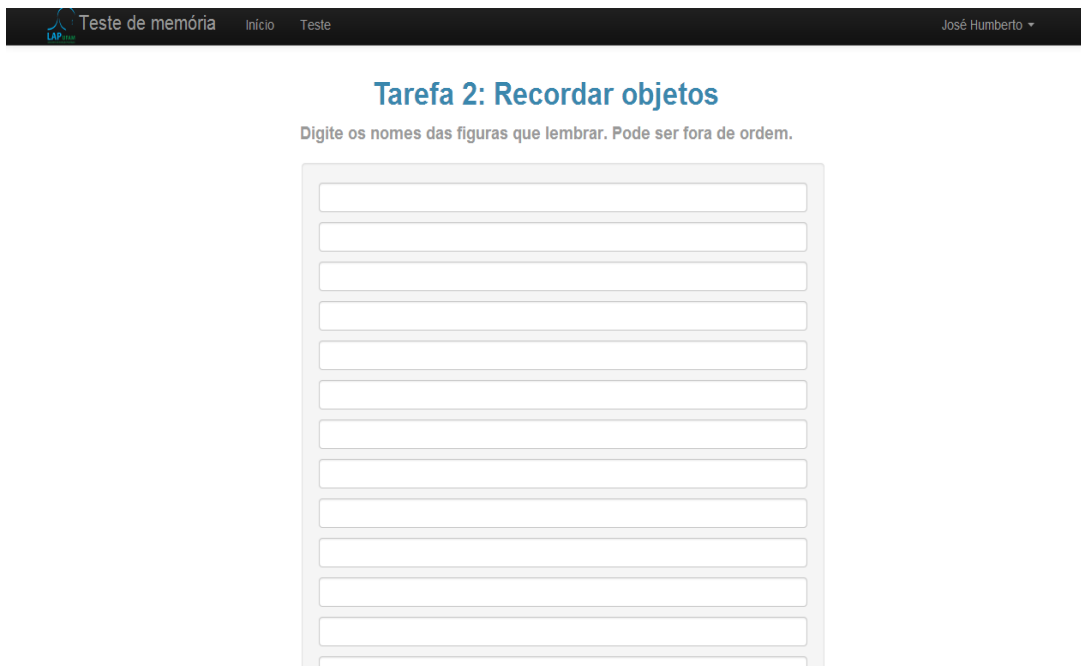 Teste de memória Início Teste José Humberto
LAP
Tarefa 2: Recordar objetos
Digite os nomes das figuras que lembrar. Pode ser fora de ordem.